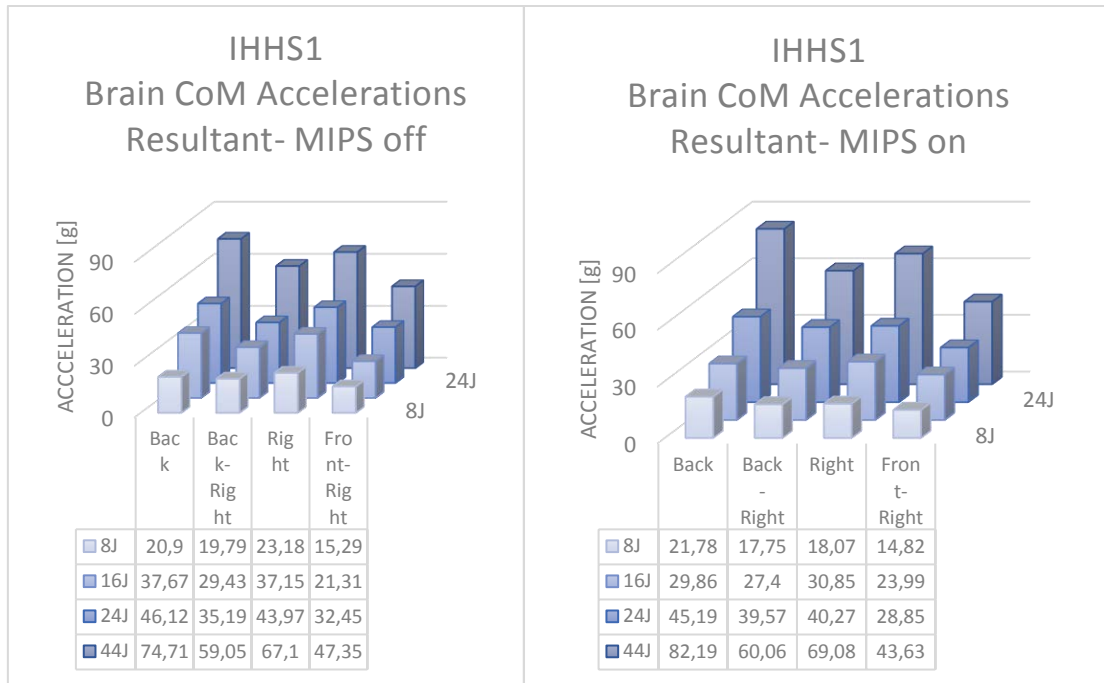 IHHS1
Brain CoM Accelerations
Resultant- MIPS off
ACCCELERATION [g]
90
60
30
0
24J
8J
Bac
k
Bac
k-
Rig
ht
Ri
ght
Fro
nt-
Rig
ht
8J 20,9 19,79 23,18 15,29
16J 37,67 29,43 37,15 21,31
24J 46,12 35,19 43,97 32,45
44J 74,71 59,05 67,1 47,35
IHHS1
Brain CoM Accelerations
Resultant- MIPS on
ACCELERATION [g]
90
60
30
0
24J
8J
Back
Back
-
Right
Right
Fron
t-
Right
8J 21,78 17,75 18,07 14,82
16J 29,86 27,4 30,85 23,99
24J 45,19 39,57 40,27 28,85
44J 82,19 60,06 69,08 43,63